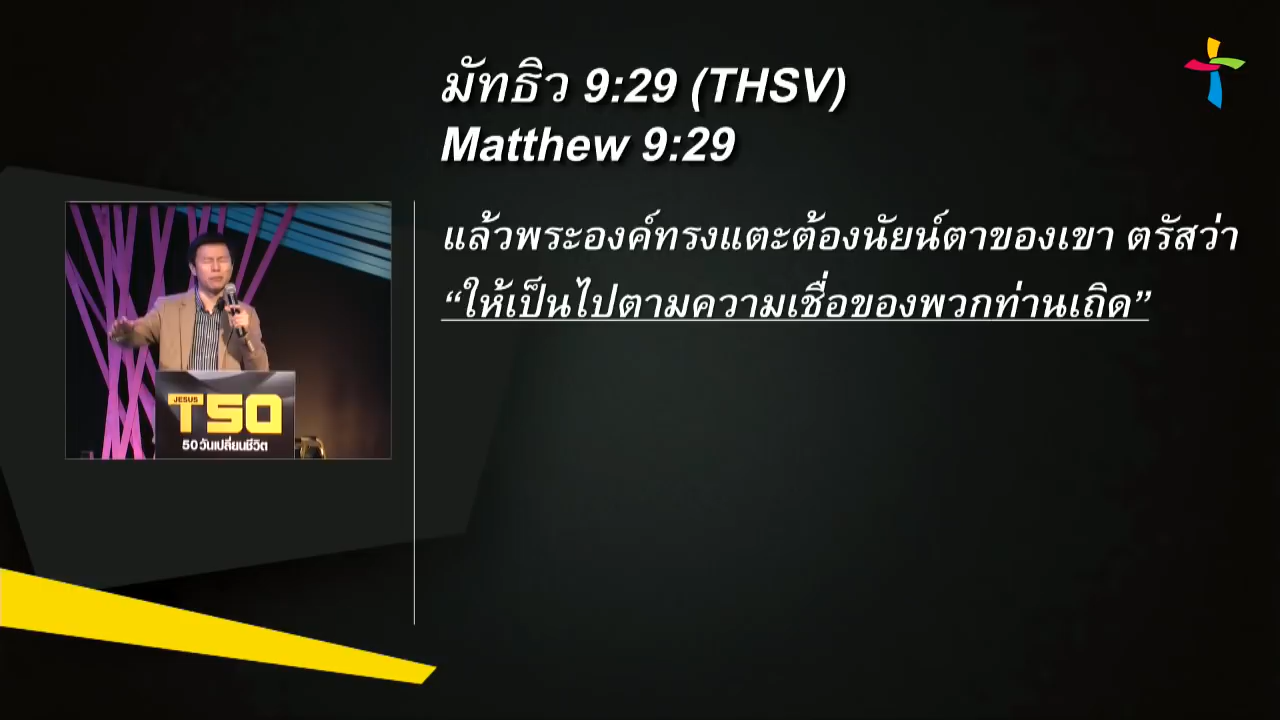 มัทธิว 9:29 (THSV)
Matthew 9:29
แล้วพระองค์ทรงแตะต้องนัยน์ตาของเขา ตรัสว่า
“ให้เป็นไปตามความเชื่อของพวกท่านเถิด”
JESUS
T50
50 วันเปลี่ยนชีวิต